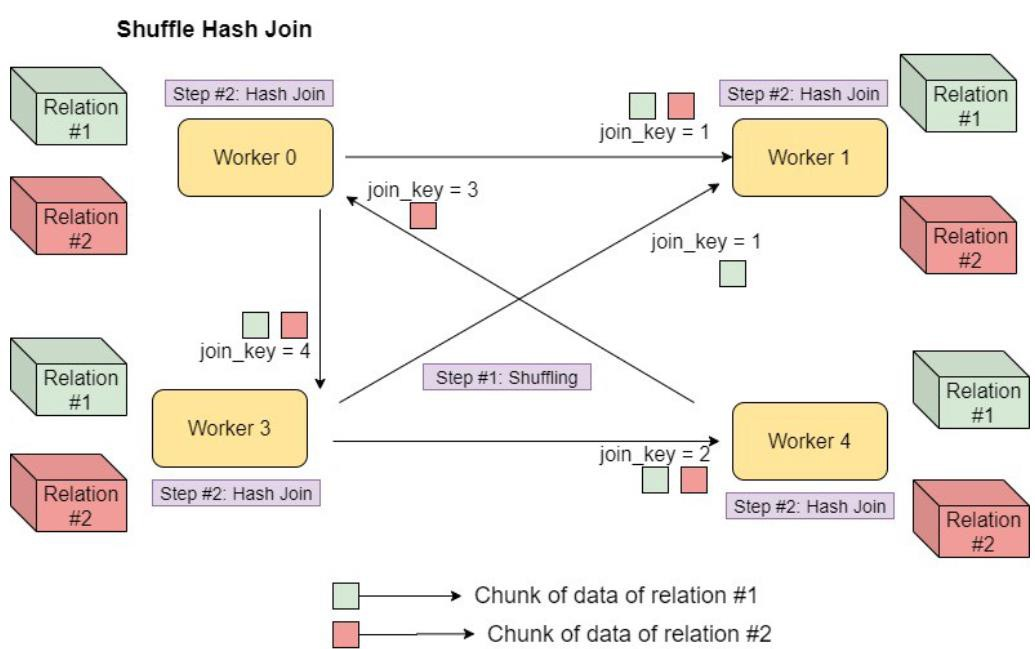 Shuffle Hash Join
Relation
#1
Step #2: Hash Join
Step #2: Hash Join
Relation
#1
join_key = 1
Worker 0
Worker 1
Relation
#2
join_key = 3
Relation
#2
join_key = 1
join_key = 4
Relation
#1
Step #1: Shuffling
Relation
#1
Worker 3
Worker 4
join_key = 2
Relation
#2
Step #2: Hash Join
Step #2: Hash Join
Relation
#2
Chunk of data of relation #1
Chunk of data of relation #2